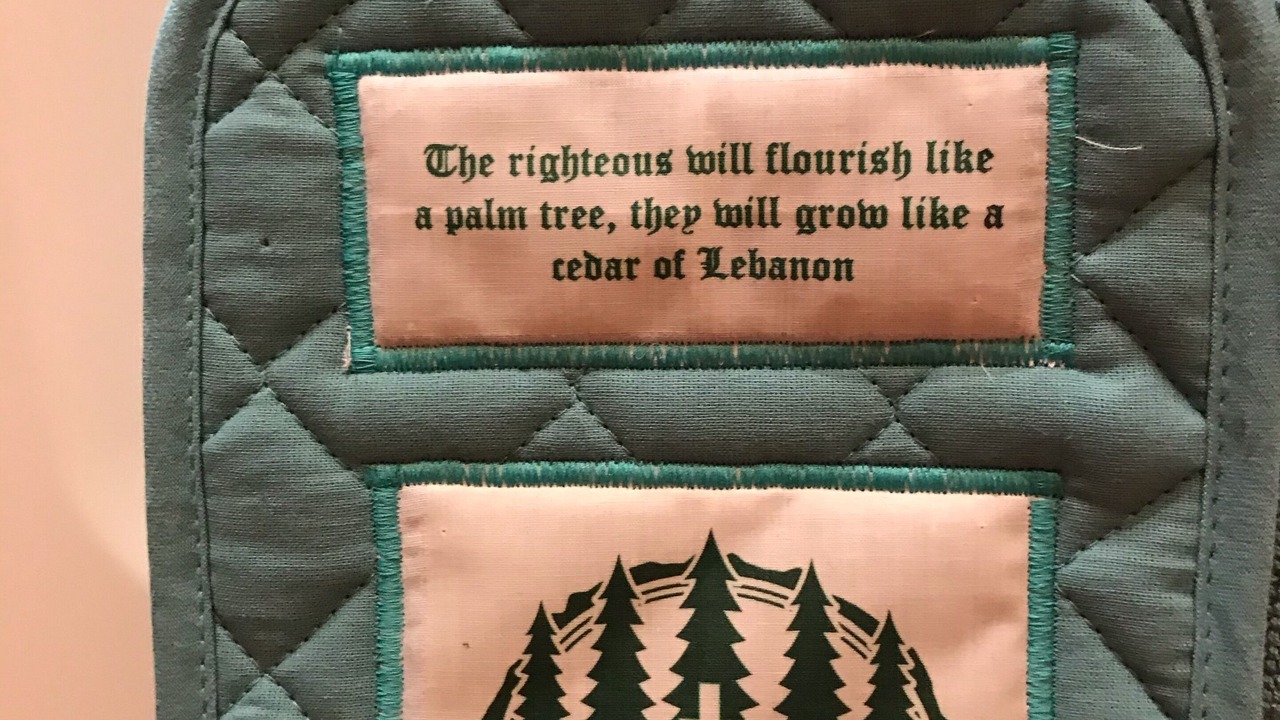 The righteous will flourish like
a palm tree, they will grow like a
cedar of Lebanon